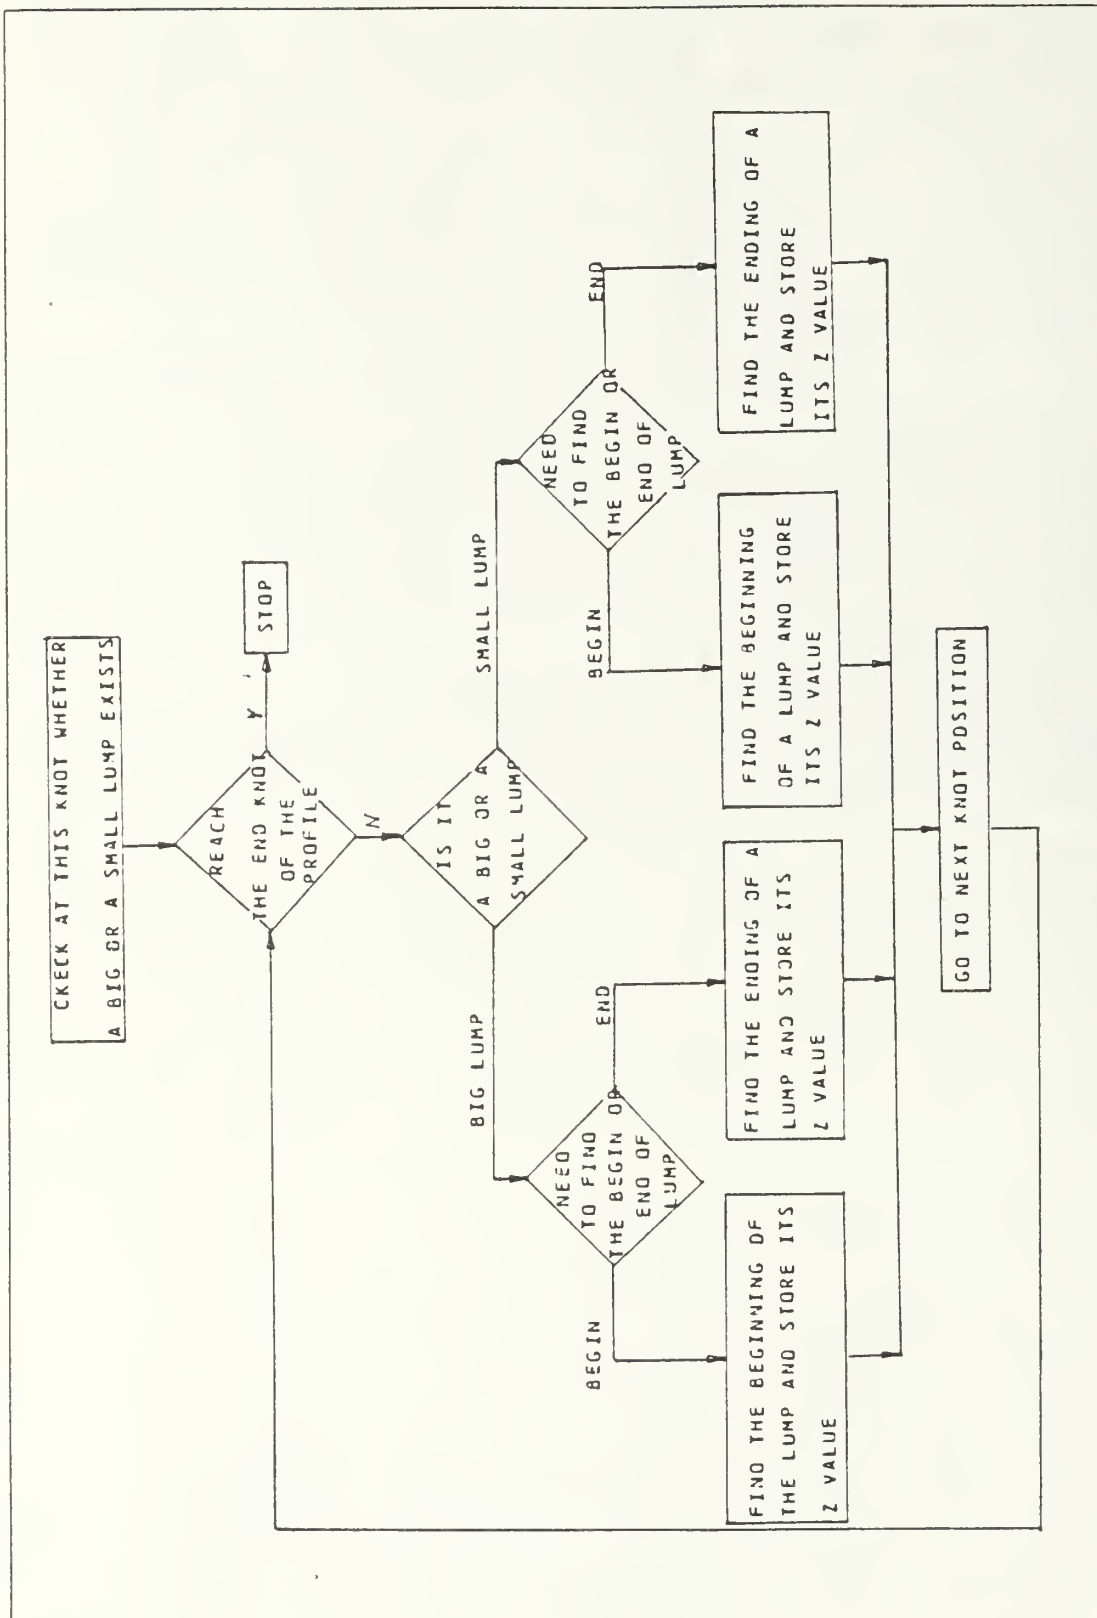 CKECK AT THIS KNOT WHETHER
A BIG OR A SMALL LUMP EXISTS
REACH
THE END KNOT
OF THE
PROFILE
Y
STOP
N
IS IT
A BIG OR A
SMALL LUMP
BIG LUMP
SMALL LUMP
NEED
TO FIND
THE BEGIN OR
END OF
LUMP
BEGIN
END
NEED
TO FIND
THE BEGIN OR
END OF
LUMP
BEGIN
END
FIND THE BEGINNING OF
THE LUMP AND STORE ITS
Z VALUE
FIND THE ENDING OF A
LUMP AND STORE ITS
Z VALUE
FIND THE BEGINNING
OF A LUMP AND STORE
ITS Z VALUE
FIND THE ENDING OF A
LUMP AND STORE
ITS Z VALUE
GO TO NEXT KNOT POSITION